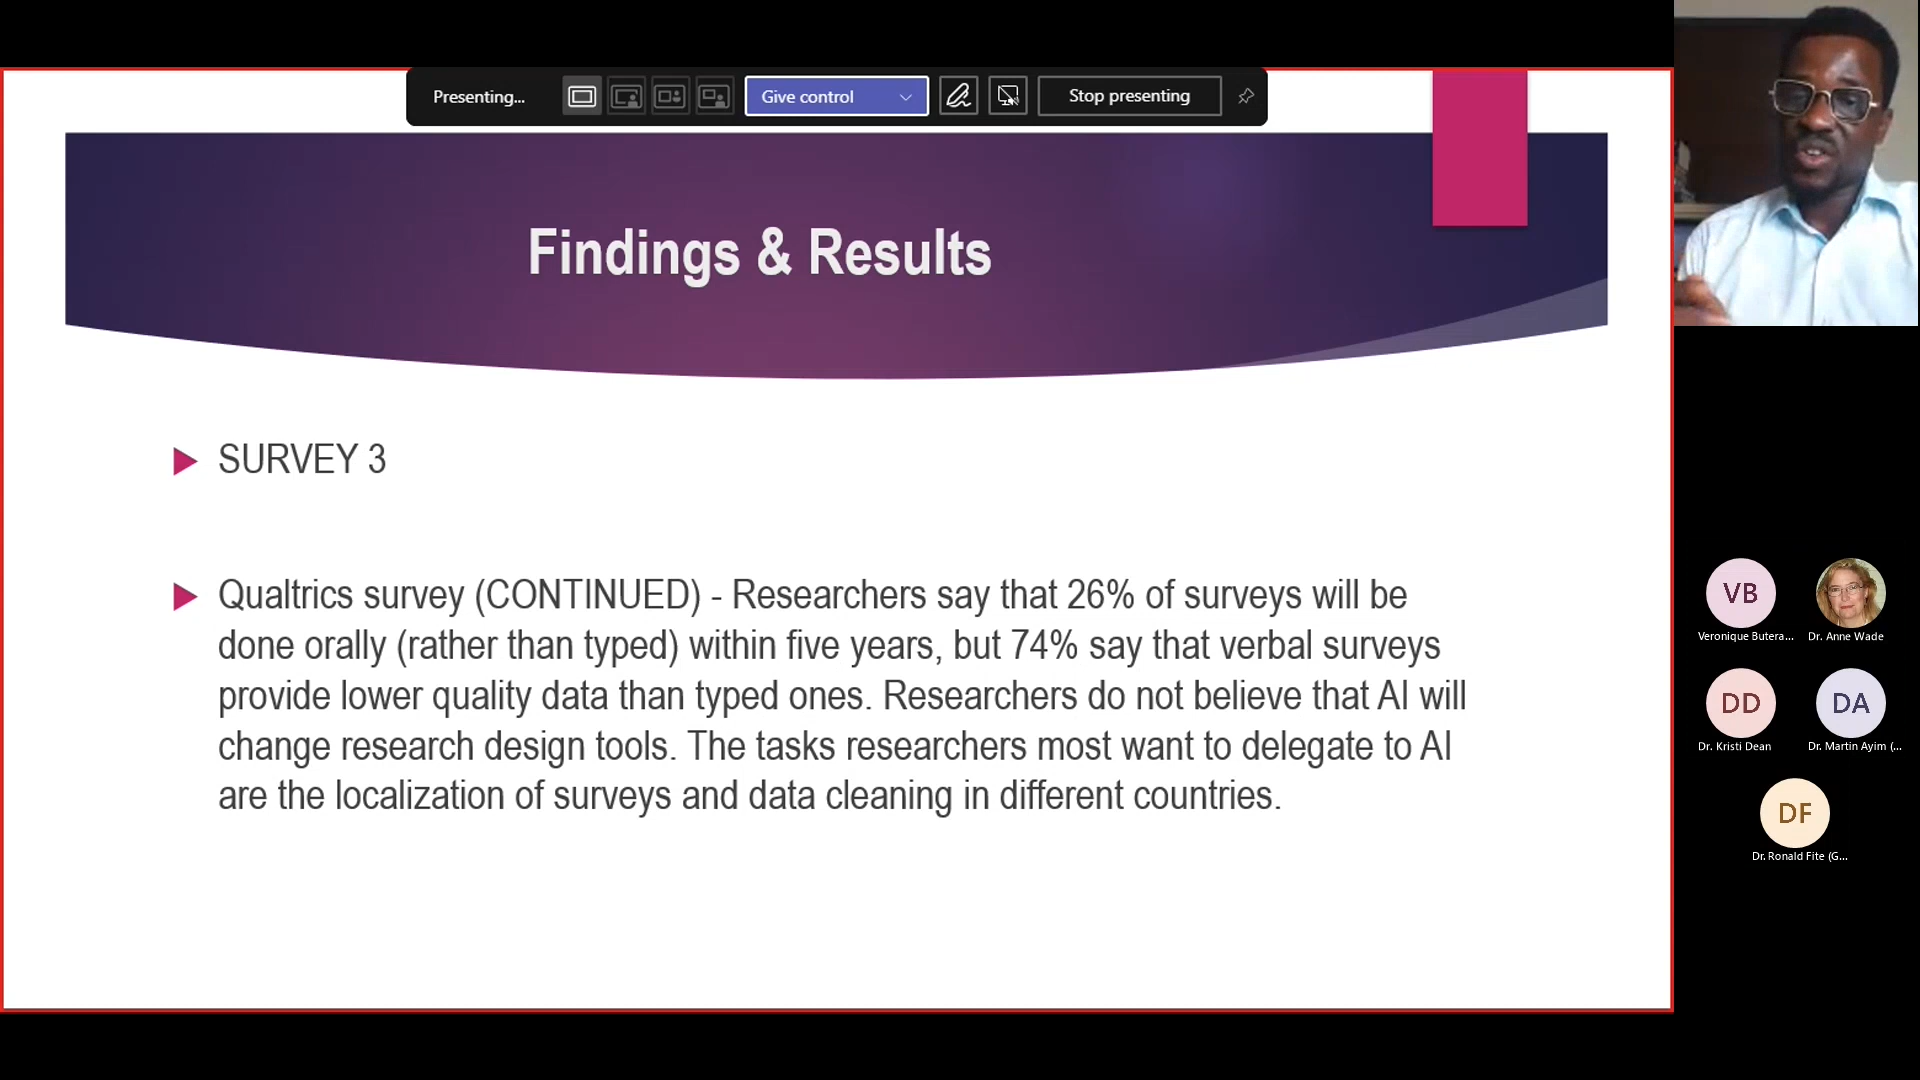 Presenting...
Give control
Stop presenting
Findings & Results
SURVEY 3
Qualtrics survey (CONTINUED) - Researchers say that 26% of surveys will be
done orally (rather than typed) within five years, but 74% say that verbal surveys
provide lower quality data than typed ones. Researchers do not believe that AI will
change research design tools. The tasks researchers most want to delegate to AI
are the localization of surveys and data cleaning in different countries.
VB
Veronique Butera...
Dr. Anne Wade
DD
Dr. Kristi Dean
DA
Dr. Martin Ayim (...
DF
Dr. Ronald Fite (G...